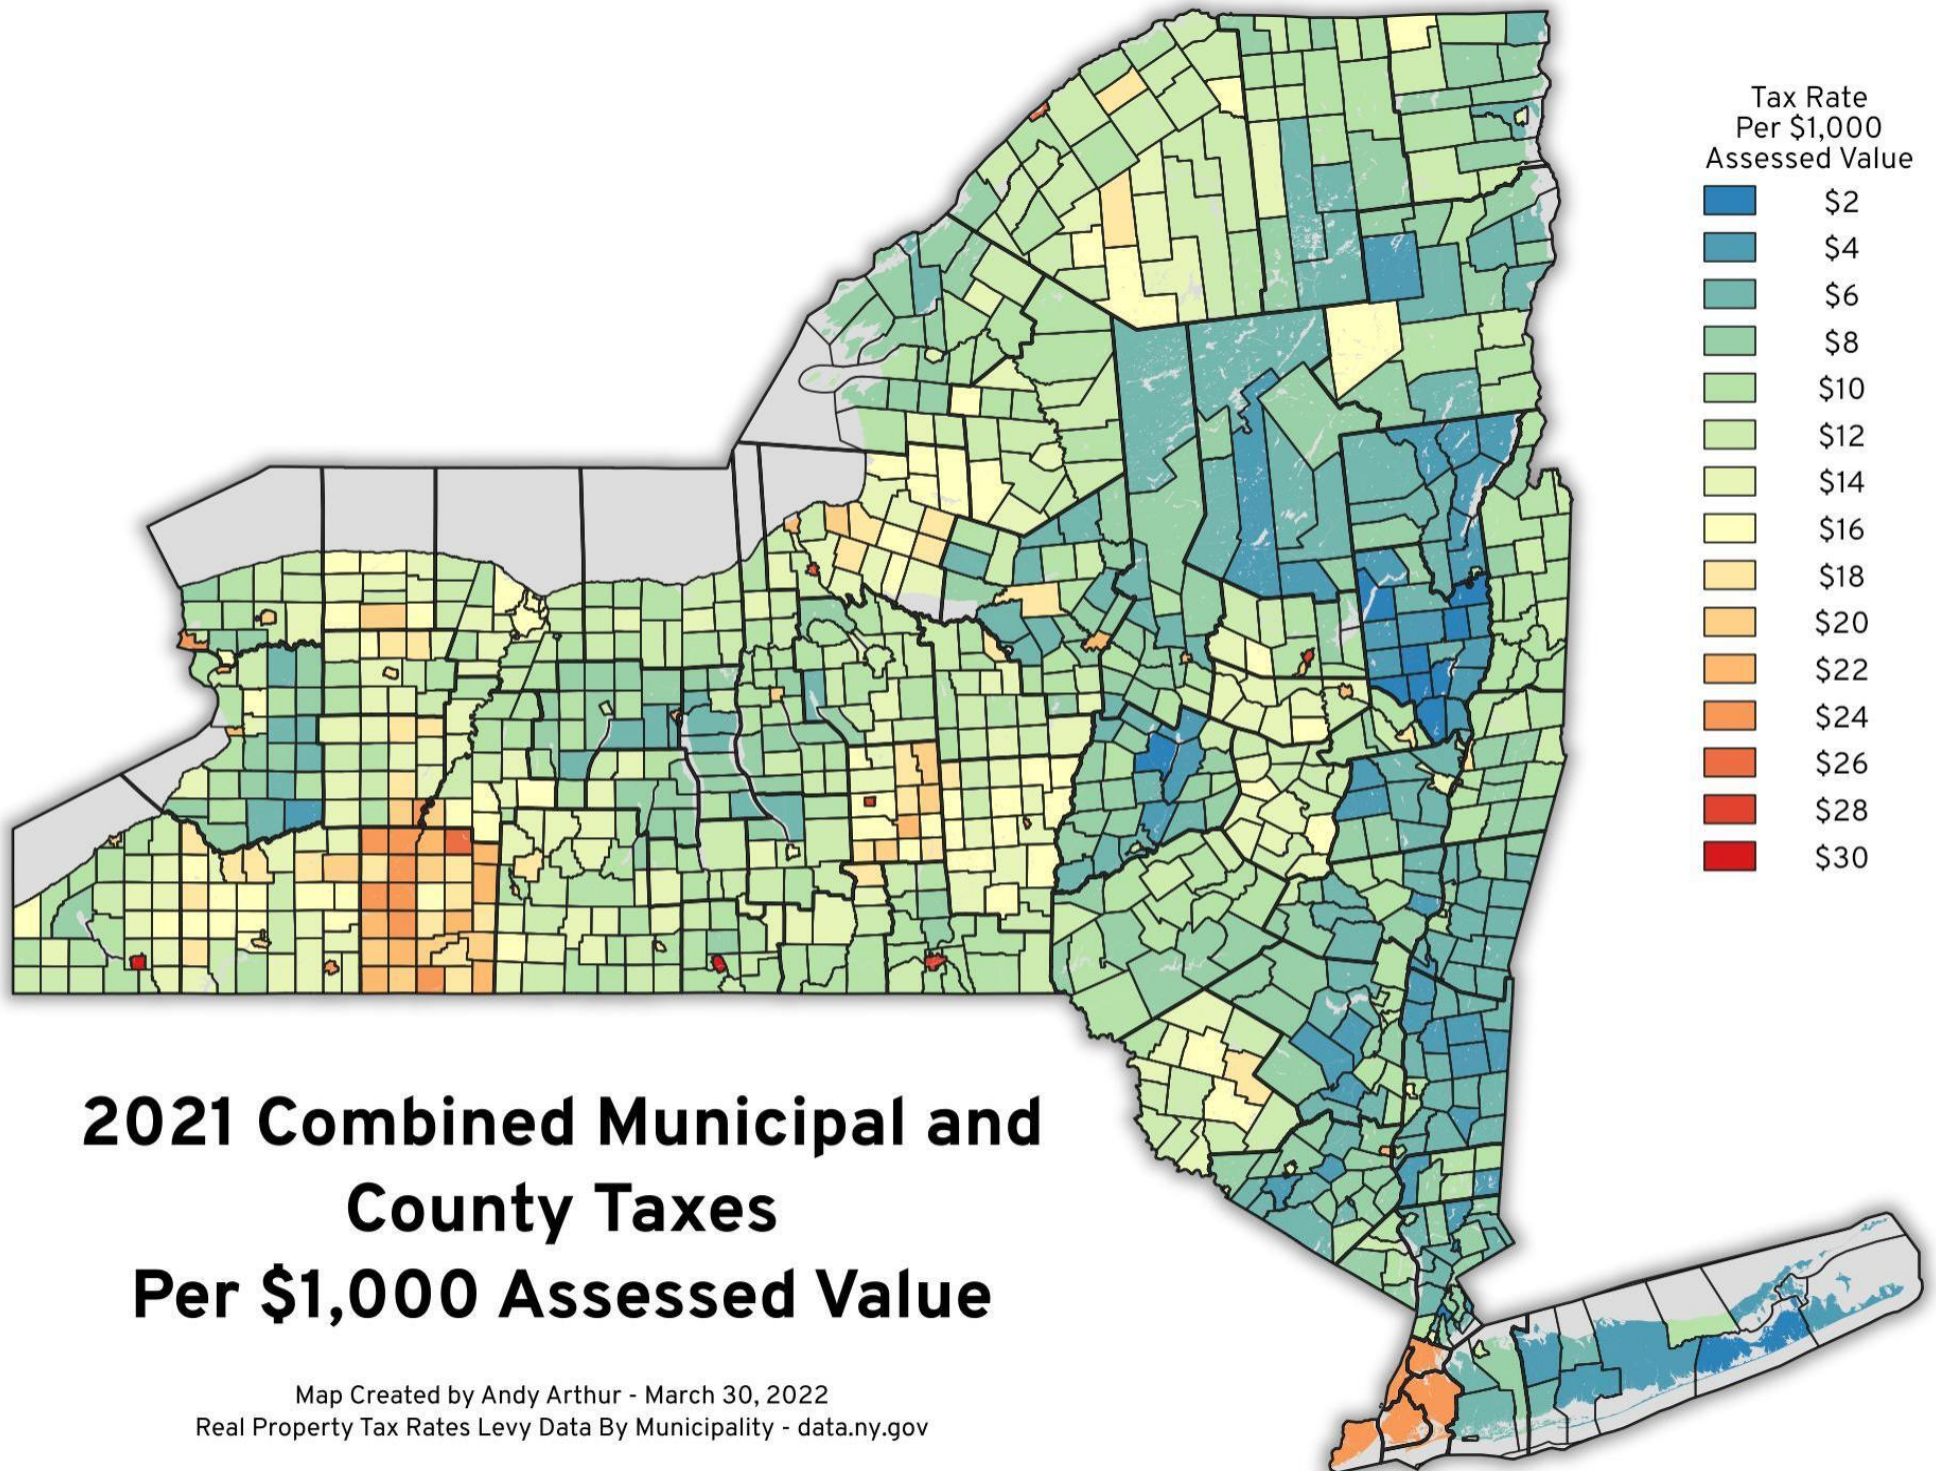 Tax Rate
Per $1,000
Assessed Value
$2
$4
$6
$8
$10
$12
$14
$16
$18
$20
$22
$24
$26
$28
$30
2021 Combined Municipal and
County Taxes
Per $1,000 Assessed Value
Map Created by Andy Arthur - March 30, 2022
Real Property Tax Rates Levy Data By Municipality - data.ny.gov